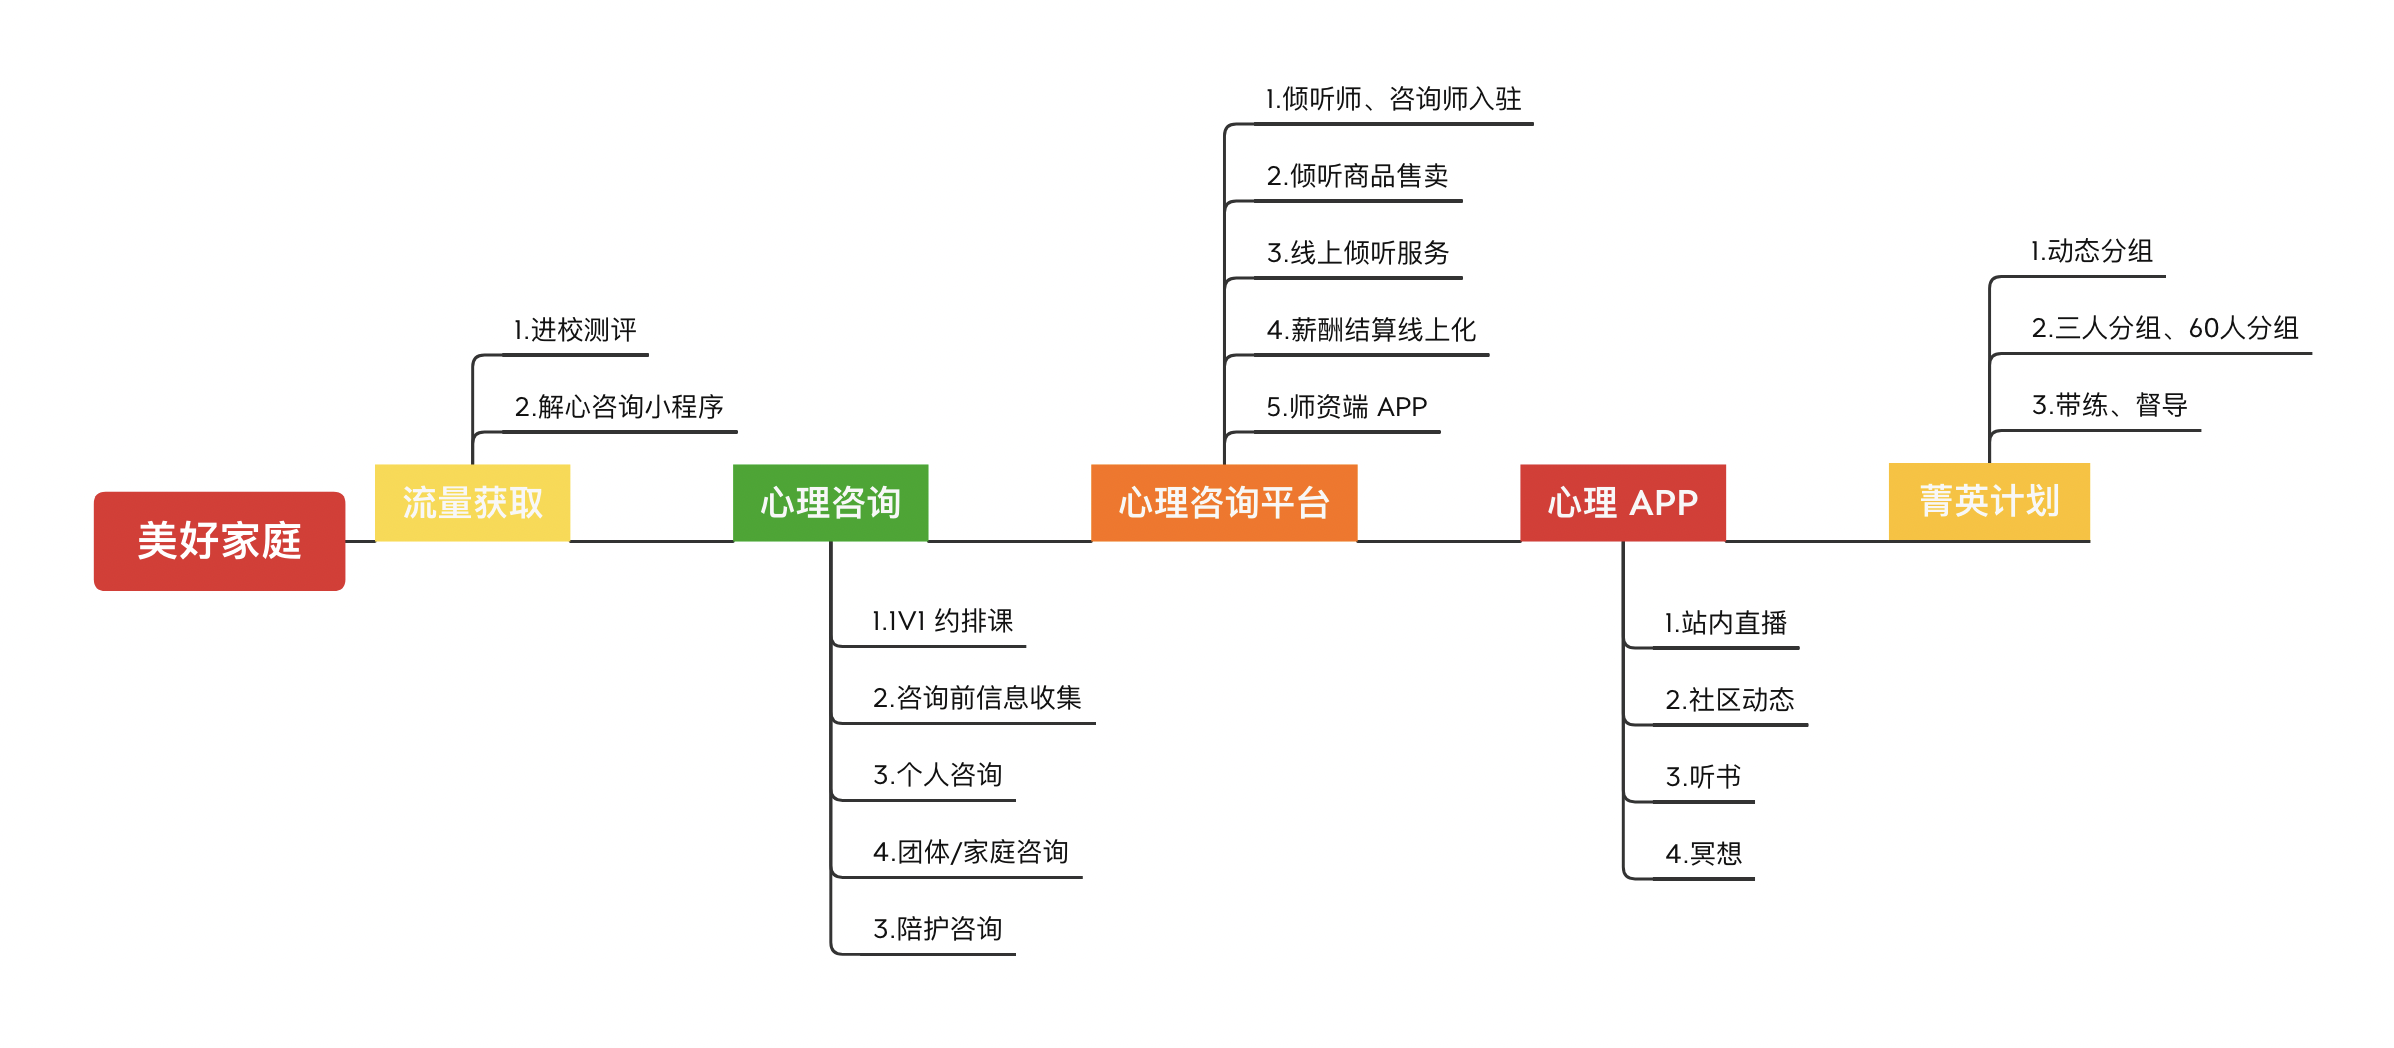 美好家庭
流量获取
1.进校测评
2.解心咨询小程序
心理咨询
1.1V1 约排课
2.咨询前信息收集
3.个人咨询
4.团体/家庭咨询
3.陪护咨询
心理咨询平台
1.倾听师、咨询师入驻
2.倾听商品售卖
3.线上倾听服务
4.薪酬结算线上化
5.师资端 APP
心理 APP
1.站内直播
2.社区动态
3.听书
4.冥想
菁英计划
1.动态分组
2.三人分组、60人分组
3.带练、督导